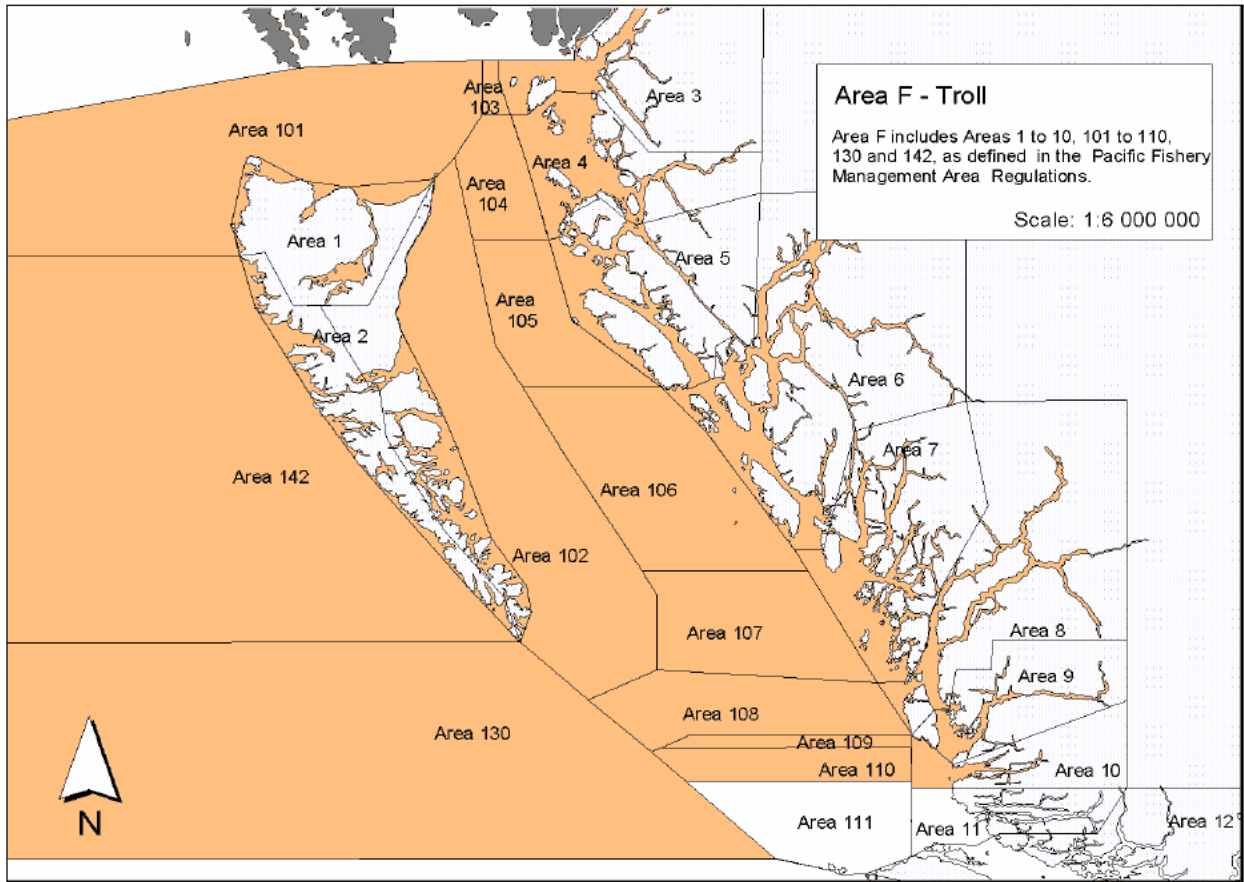 Area F - Troll
Area F includes Areas 1 to 10, 101 to 110,
130 and 142, as defined in the Pacific Fishery
Management Area Regulations.
Scale: 1:6 000 000
Area
103
Area 3
Area 101
Area 4
Area
104
Area 1
Area 5
Area
105
Area 2
Area 6
Area 7
Area 142
Area 106
Area 102
Area 107
Area 8
Area 9
Area 108
Area 130
Area 109
Area 110
Area 10
Area 111
Area 11
Area 12
N